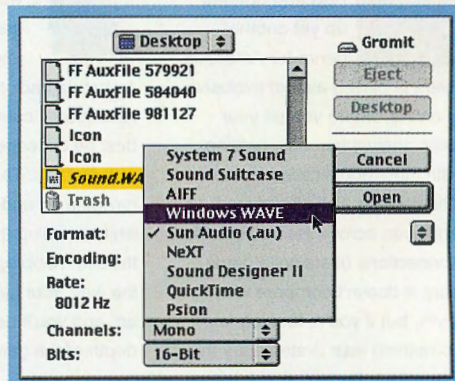 Desktop
Gromit
FF AuxFile 579921
FF AuxFile 584040
FF AuxFile 981127
Icon
Icon
Sound.WA
Trash
Eject
Desktop
Cancel
Open
System 7 Sound
Sound Suitcase
AIFF
Windows WAVE
Sun Audio (.au)
NeXT
Sound Designer II
QuickTime
Psion
Format:
Encoding:
Rate:
8012 Hz
Channels: Mono
Bits: 16-Bit